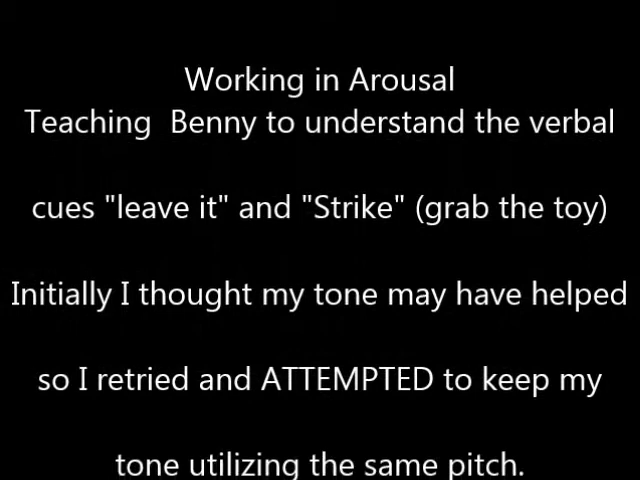 Working in Arousal
Teaching  Benny to understand the verbal
cues "leave it" and "Strike" (grab the toy)
Initially I thought my tone may have helped
so I retried and ATTEMPTED to keep my
tone utilizing the same pitch.